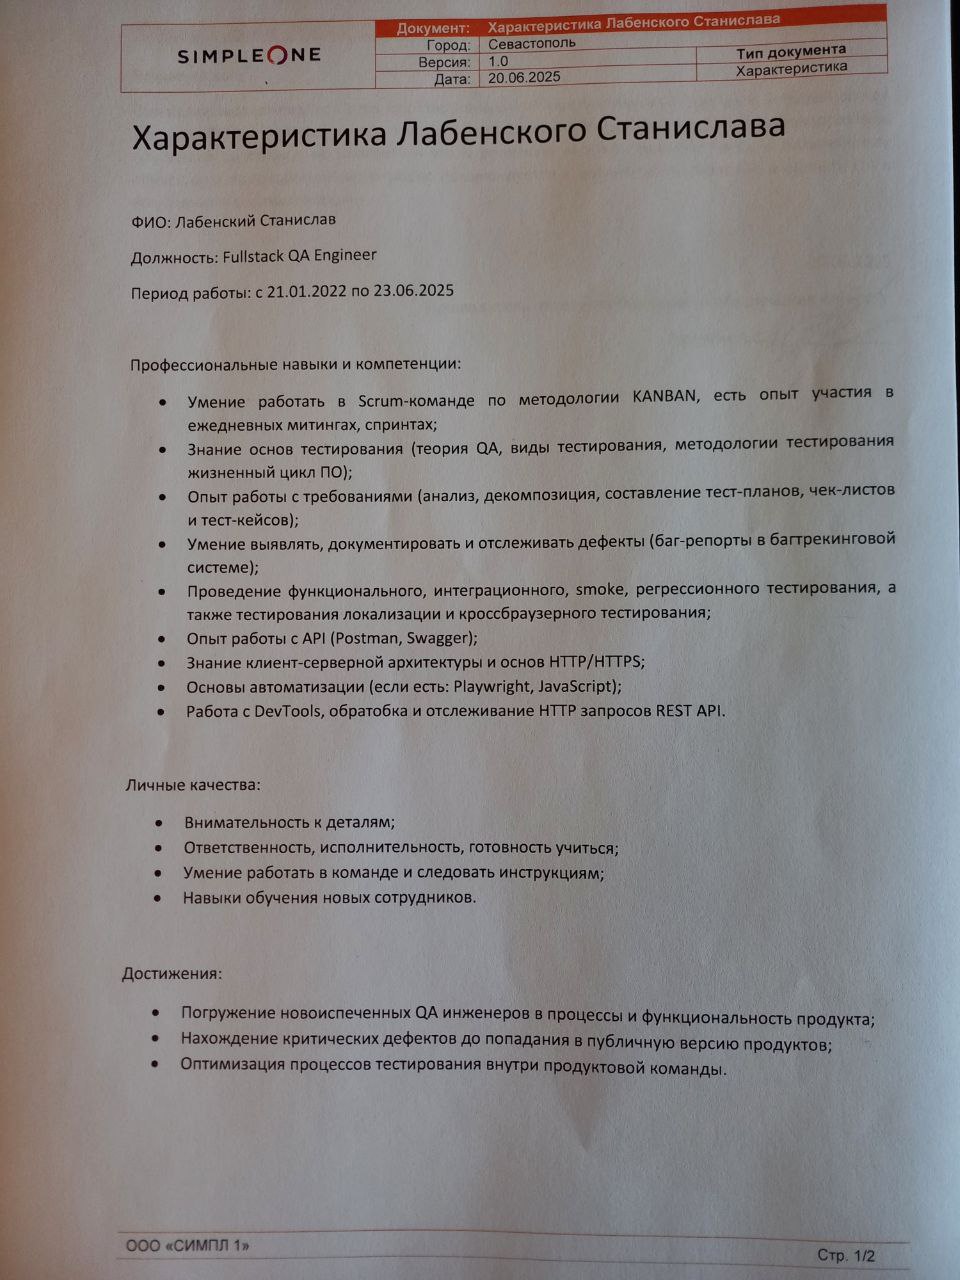 SIMPLEONE
Документ: Характеристика Лабенского Станислава
Город: Севастополь
Версия: 1.0
Дата: 20.06.2025
Тип документа
Характеристика
Характеристика Лабенского Станислава
ФИО: Лабенский Станислав
Должность: Fullstack QA Engineer
Период работы: с 21.01.2022 по 23.06.2025
Профессиональные навыки и компетенции:
• Умение работать в Scrum-команде по методологии KANBAN, есть опыт участия в
ежедневных митингах, спринтах;
• Знание основ тестирования (теория QA, виды тестирования, методологии тестирования
жизненный цикл ПО);
• Опыт работы с требованиями (анализ, декомпозиция, составление тест-планов, чек-листов
и тест-кейсов);
• Умение выявлять, документировать и отслеживать дефекты (баг-репорты в багтрекинговой
системе);
• Проведение функционального, интеграционного, smoke, регрессионного тестирования, а
также тестирования локализации и кроссбраузерного тестирования;
• Опыт работы с API (Postman, Swagger);
• Знание клиент-серверной архитектуры и основ HTTP/HTTPS;
• Основы автоматизации (если есть: Playwright, JavaScript);
• Работа с DevTools, обратобка и отслеживание HTTP запросов REST API.
Личные качества:
• Внимательность к деталям;
• Ответственность, исполнительность, готовность учиться;
• Умение работать в команде и следовать инструкциям;
• Навыки обучения новых сотрудников.
Достижения:
• Погружение новоиспеченных QA инженеров в процессы и функциональность продукта;
• Нахождение критических дефектов до попадания в публичную версию продуктов;
• Оптимизация процессов тестирования внутри продуктовой команды.
ООО «СИМПЛ 1»
Стр. 1/2